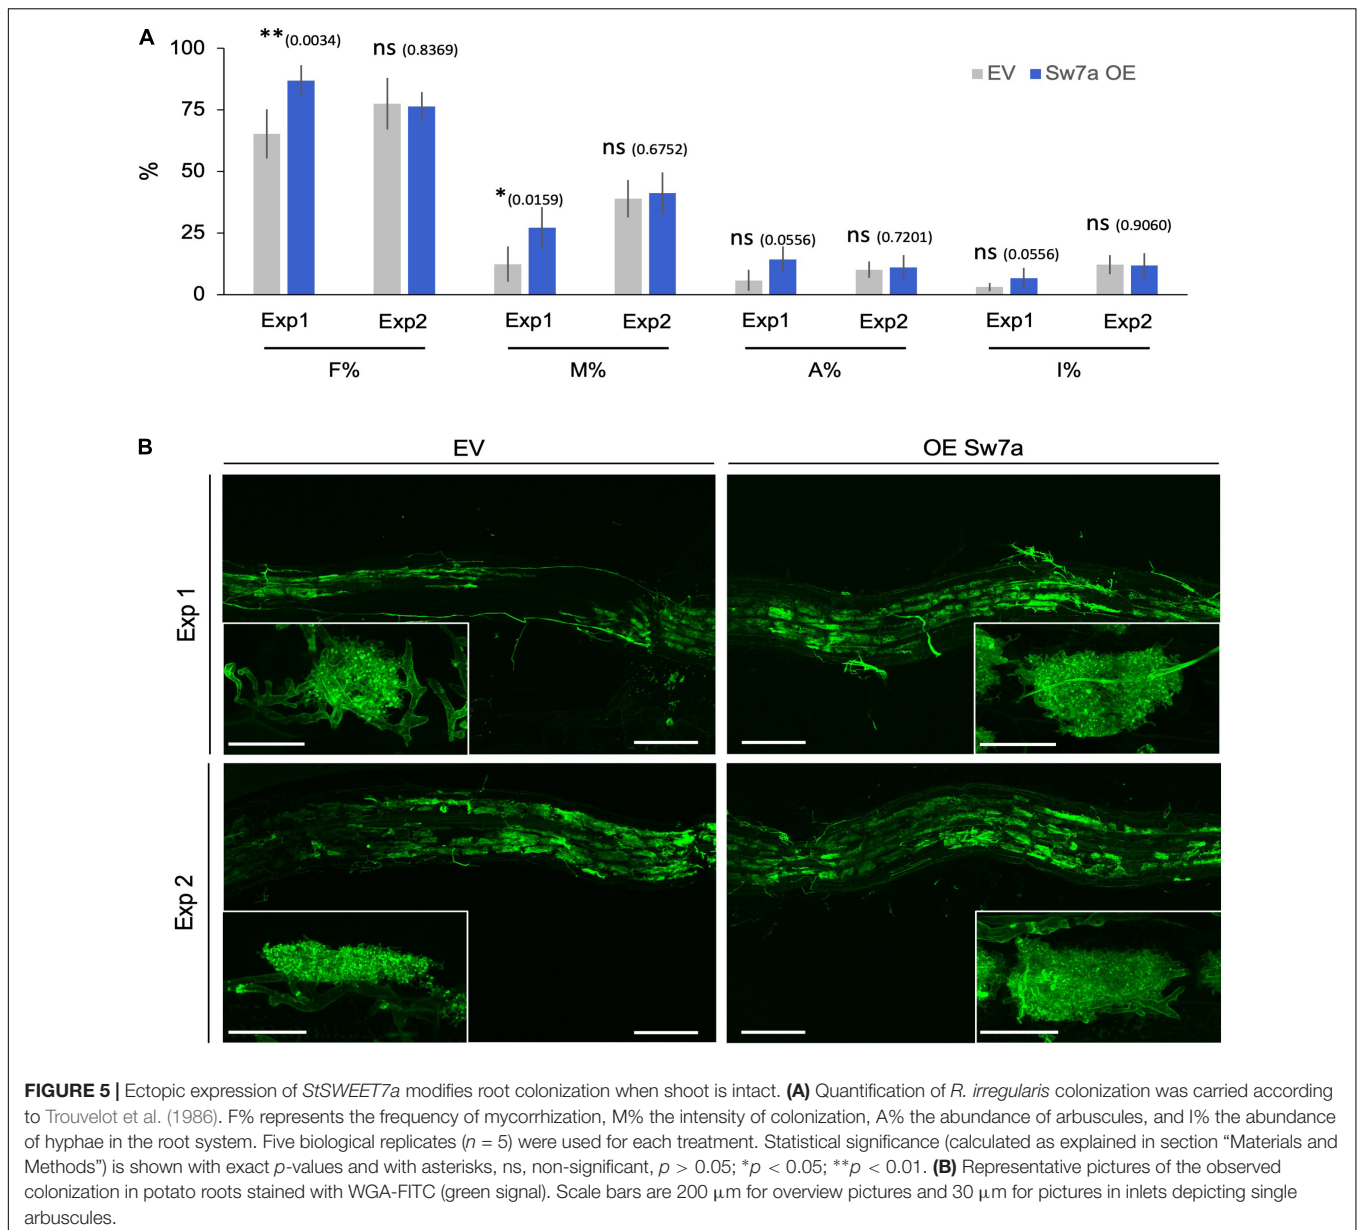 A
100
75
50
25
0
%
**(0.0034)
ns (0.8369)
*(0.0159)
ns (0.6752)
ns (0.0556)
ns (0.7201)
ns (0.0556)
ns (0.9060)
EV Sw7a OE
Exp1 Exp2 Exp1 Exp2 Exp1 Exp2 Exp1 Exp2
F% M% A% I%
B
EV OE Sw7a
Exp 1
Exp 2
FIGURE 5 | Ectopic expression of StSWEET7a modifies root colonization when shoot is intact. (A) Quantification of R. irregularis colonization was carried according
to Trouvelot et al. (1986). F% represents the frequency of mycorrhization, M% the intensity of colonization, A% the abundance of arbuscules, and I% the abundance
of hyphae in the root system. Five biological replicates (n = 5) were used for each treatment. Statistical significance (calculated as explained in section “Materials and
Methods”) is shown with exact p-values and with asterisks, ns, non-significant, p > 0.05; *p < 0.05; **p < 0.01. (B) Representative pictures of the observed
colonization in potato roots stained with WGA-FITC (green signal). Scale bars are 200 μm for overview pictures and 30 μm for pictures in inlets depicting single
arbuscules.